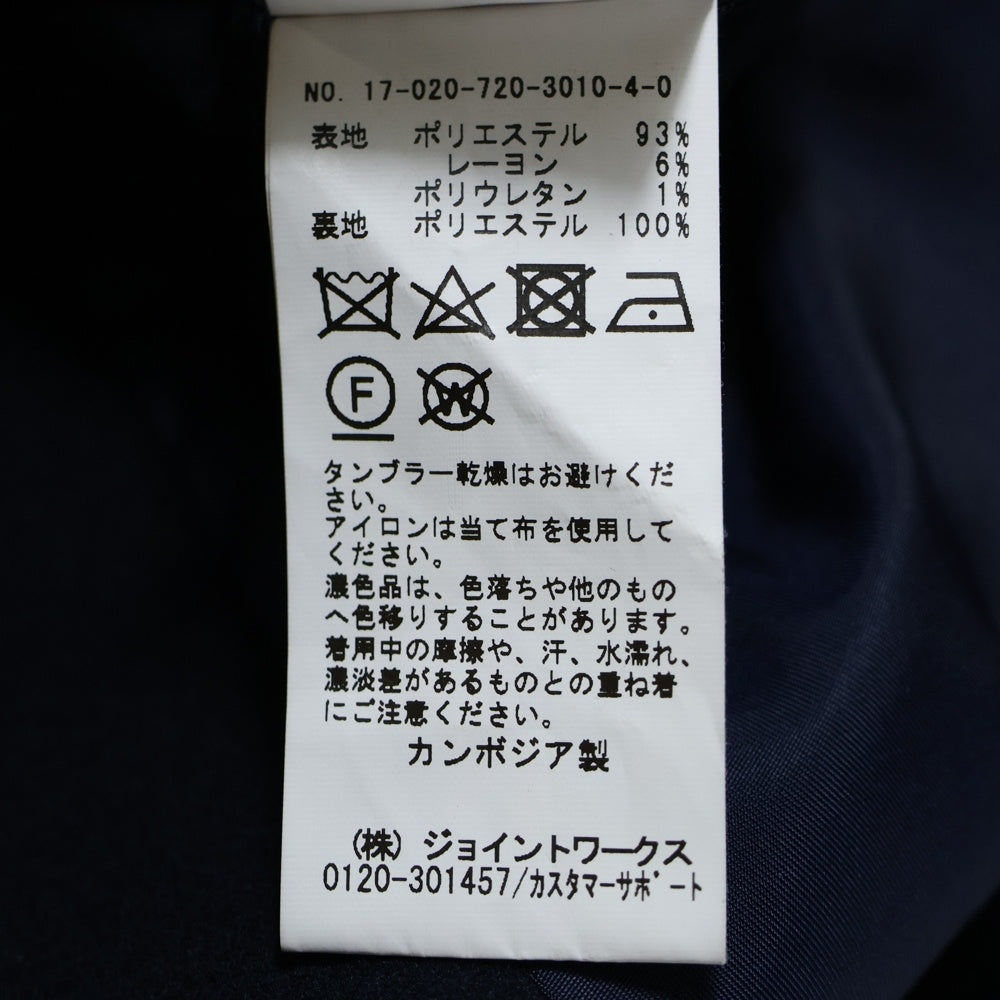 NO. 17-020-720-3010-4-0
表地 ポリエステル 93%
レーヨン 6%
ポリウレタン 1%
裏地 ポリエステル 100%
F W
タンブラー乾燥はお避けくだ
さい。
アイロンは当て布を使用して
ください。
濃色品は、色落ちや他のもの
へ色移りすることがあります。
着用中の摩擦や、汗、水濡れ、
濃淡差があるものとの重ね着
にご注意ください。
カンボジア製
(株) ジョイントワークス
0120-301457/カスタマーサポート